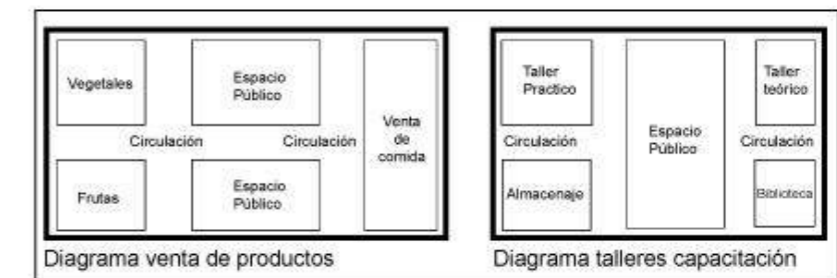 Vegetales
Espacio
Público
Venta
de
comida
Circulación
Circulación
Frutas
Espacio
Público
Diagrama venta de productos
Taller
Practico
Espacio
Público
Taller
teórico
Circulación
Circulación
Almacenaje
Biblioteca
Diagrama talleres capacitación